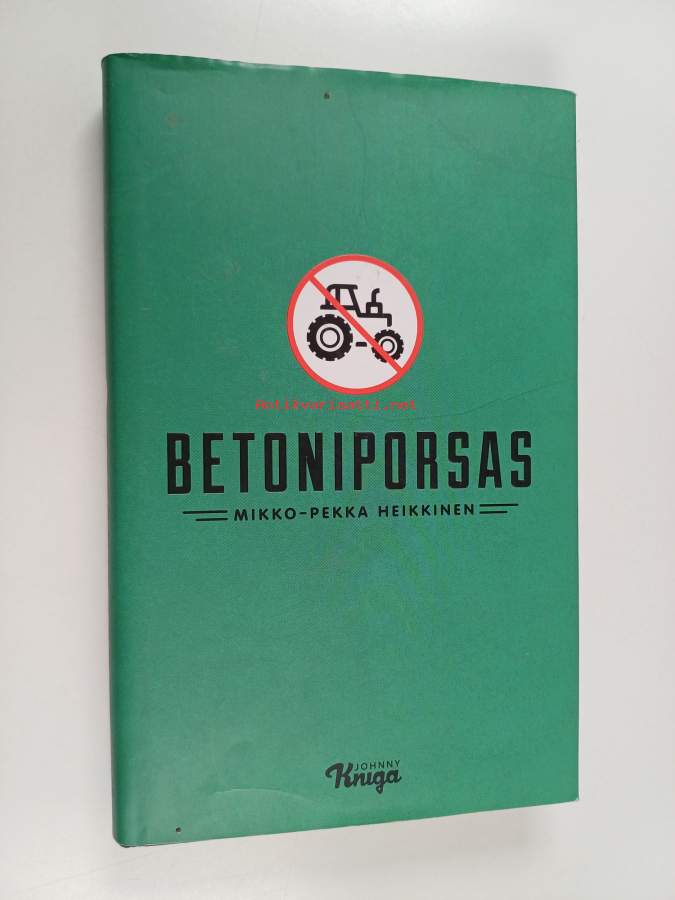 Antikvariaatti.net
BETONIPORSAS
MIKKO-PEKKA HEIKKINEN
JOHNNY
Kniga